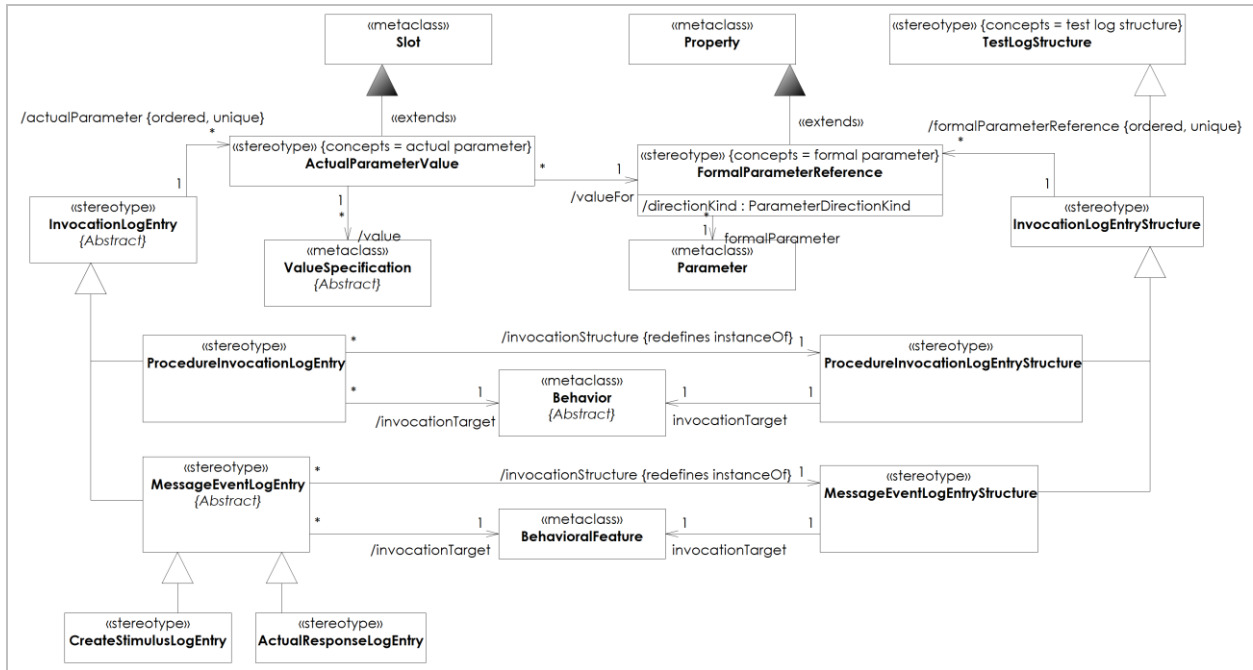 «metaclass»
Slot
«metaclass»
Property
«stereotype» {concepts = test log structure}
TestLogStructure
/actualParameter {ordered, unique}
*
«extends»
«extends»
/formalParameterReference {ordered, unique}
*
«stereotype» {concepts = actual parameter}
ActualParameterValue
*
1
/valueFor
«stereotype» {concepts = formal parameter}
FormalParameterReference
/directionKind : ParameterDirectionKind
1
1
«stereotype»
InvocationLogEntry
{Abstract}
1
*
/value
*
1
formalParameter
«stereotype»
InvocationLogEntryStructure
«metaclass»
ValueSpecification
{Abstract}
«metaclass»
Parameter
«stereotype»
ProcedureInvocationLogEntry
*
/invocationStructure {redefines instanceOf}
1
«stereotype»
ProcedureInvocationLogEntryStructure
*
1
/invocationTarget
«metaclass»
Behavior
{Abstract}
1
1
invocationTarget
«stereotype»
MessageEventLogEntry
{Abstract}
*
/invocationStructure {redefines instanceOf}
1
«stereotype»
MessageEventLogEntryStructure
*
1
/invocationTarget
«metaclass»
BehavioralFeature
1
1
invocationTarget
«stereotype»
CreateStimulusLogEntry
«stereotype»
ActualResponseLogEntry